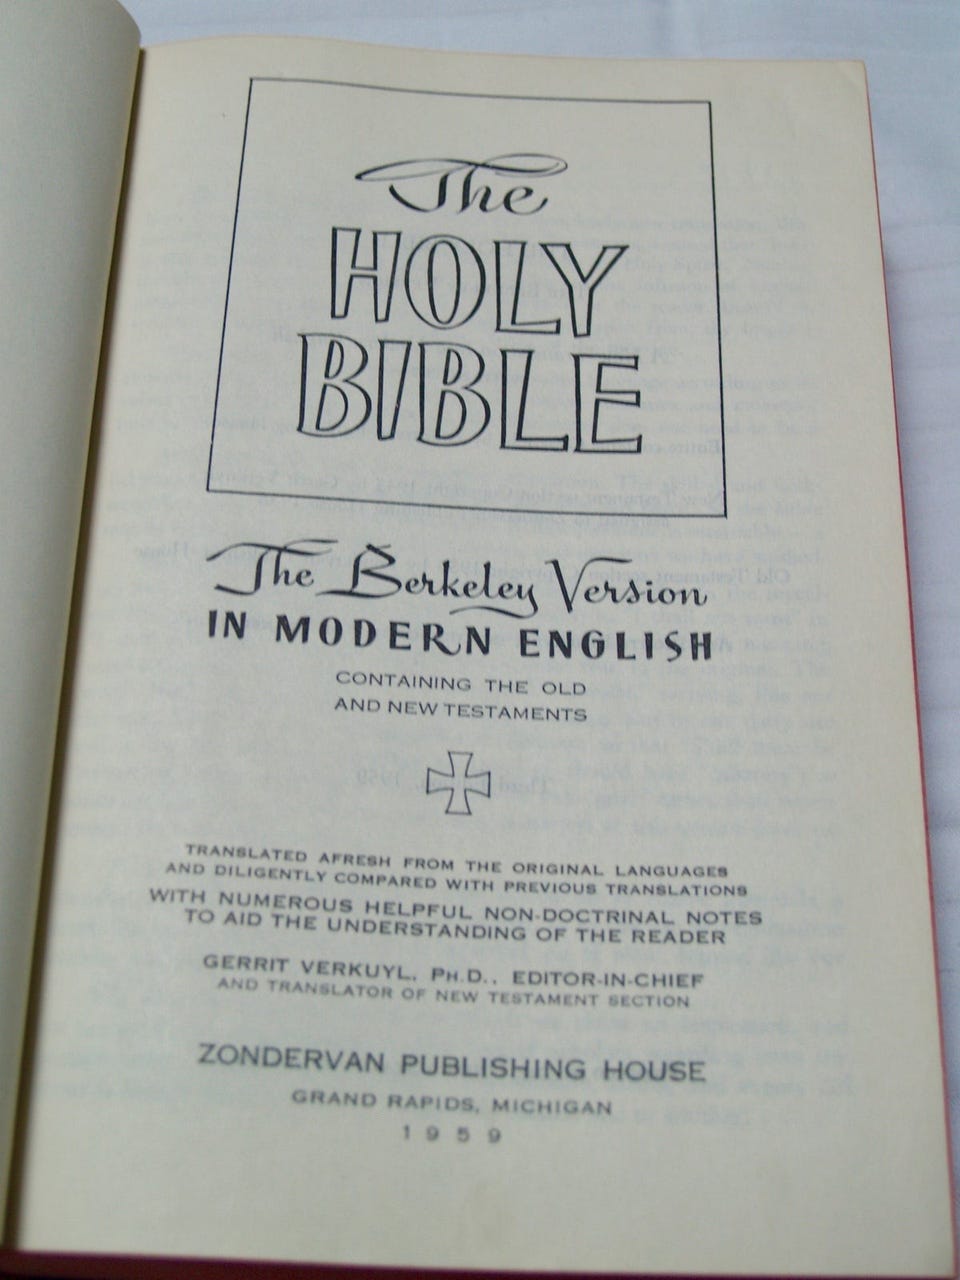 The
HOLY
BIBLE
The Berkeley Version
IN MODERN ENGLISH
CONTAINING THE OLD
AND NEW TESTAMENTS
TRANSLATED AFRESH FROM THE ORIGINAL LANGUAGES
AND DILIGENTLY COMPARED WITH PREVIOUS TRANSLATIONS
WITH NUMEROUS HELPFUL NON-DOCTRINAL NOTES
TO AID THE UNDERSTANDING OF THE READER
GERRIT VERKUYL, PH.D., EDITOR-IN-CHIEF
AND TRANSLATOR OF NEW TESTAMENT SECTION
ZONDERVAN PUBLISHING HOUSE
GRAND RAPIDS, MICHIGAN
1959